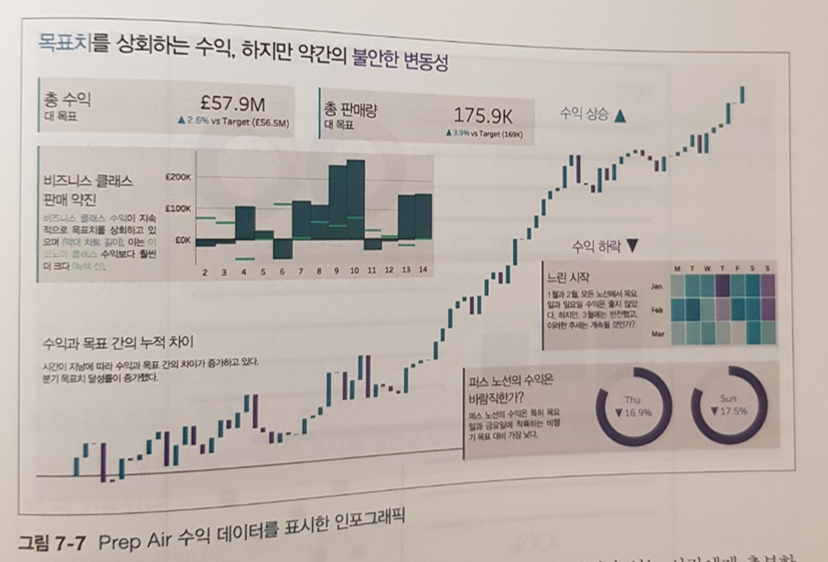 목표치를 상회하는 수익, 하지만 약간의 불안한 변동성
총 수익
대 목표
£57.9M
▲ 2.6% vs Target (£56.5M)
총 판매량
대 목표
175.9K
▲ 3.9% vs Target (169K)
수익 상승 ▲
비즈니스 클래스
판매 약진
비즈니스 클래스 수익이 지속
적으로 목표치를 상회하고 있
으며 (막대 차트 길이), 이는 이
코노미 클래스 수익보다 훨씬
더 크다 (녹색 선).
£200K
£100K
£0K
2 3 4 5 6 7 8 9 10 11 12 13 14
수익 하락 ▼
느린 시작
1월과 2월, 모든 노선에서 목요
일과 일요일 수익은 좋지 않았
다. 하지만, 3월에는 반전했고,
이러한 추세는 계속될 것인가?
M T W T F S S
Jan
Feb
Mar
수익과 목표 간의 누적 차이
시간이 지남에 따라 수익과 목표 간의 차이가 증가하고 있다.
분기 목표치 달성률이 증가했다.
퍼스 노선의 수익은
바람직한가?
퍼스 노선의 수익은 특히 목요
일과 금요일에 착륙하는 비행
기 목표 대비 가장 낮다.
Thu
▼ 16.9%
Sun
▼ 17.5%
그림 7-7 Prep Air 수익 데이터를 표시한 인포그래픽